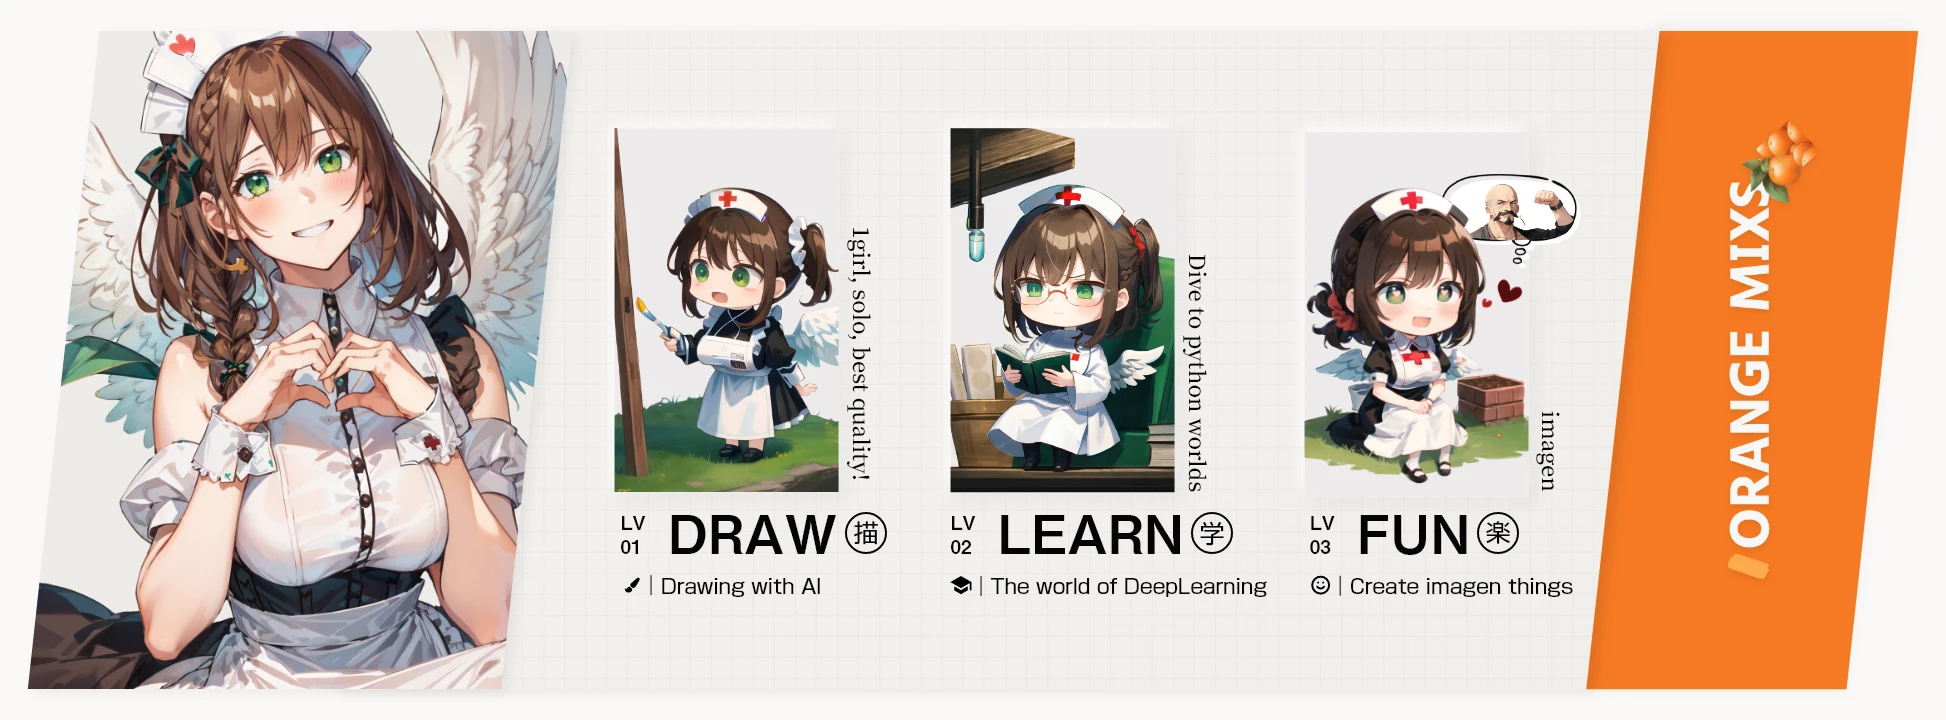 1girl, solo, best quality!
LV
01
DRAW 描
Drawing with AI
Dive to python worlds
LV
02
LEARN 学
The world of DeepLearning
imagen
LV
03
FUN 楽
Create imagen things
ORANGE MIXS